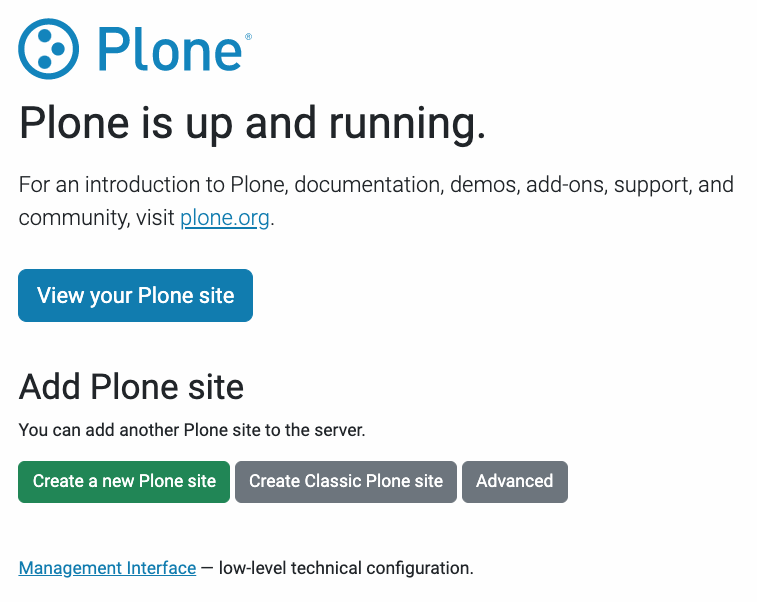 Plone®
Plone is up and running.
For an introduction to Plone, documentation, demos, add-ons, support, and
community, visit plone.org.
View your Plone site
Add Plone site
You can add another Plone site to the server.
Create a new Plone site Create Classic Plone site Advanced
Management Interface — low-level technical configuration.